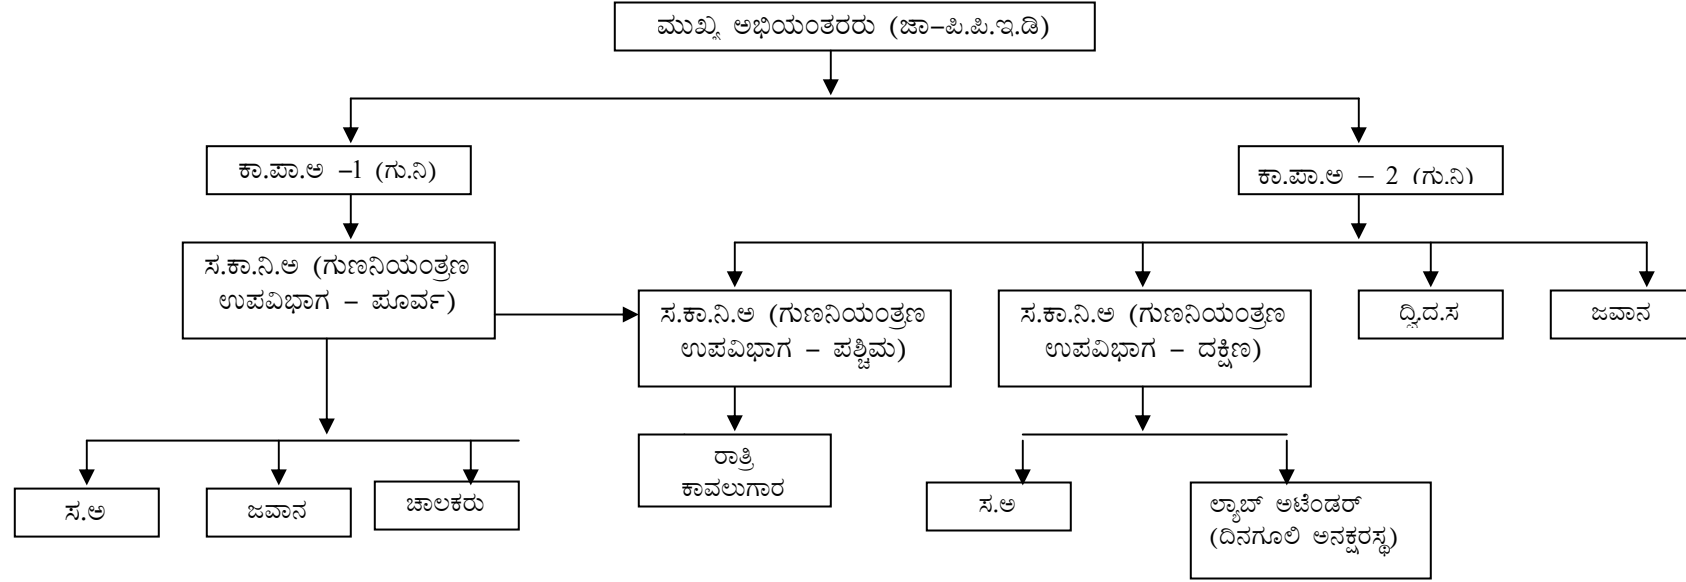 ಮುಖ್ಯ ಅಭಿಯಂತರರು (ಜಾ–ಪಿ.ಪಿ.ಇ.ಡಿ)
ಕಾ.ಪಾ.ಅ –1 (ಗು.ನಿ)
ಕಾ.ಪಾ.ಅ – 2 (ಗು.ನಿ)
ಸ.ಕಾ.ನಿ.ಅ (ಗುಣನಿಯಂತ್ರಣ
ಉಪವಿಭಾಗ – ಪೂರ್ವ)
ಸ.ಕಾ.ನಿ.ಅ (ಗುಣನಿಯಂತ್ರಣ
ಉಪವಿಭಾಗ – ಪಶ್ಚಿಮ)
ಸ.ಕಾ.ನಿ.ಅ (ಗುಣನಿಯಂತ್ರಣ
ಉಪವಿಭಾಗ – ದಕ್ಷಿಣ)
ದ್ವಿ.ದ.ಸ
ಜವಾನ
ಸ.ಅ
ಜವಾನ
ಚಾಲಕರು
ರಾತ್ರಿ
ಕಾವಲುಗಾರ
ಸ.ಅ
ಲ್ಯಾಬ್ ಅಟೆಂಡರ್
(ದಿನಗೂಲಿ ಅನಕ್ಷರಸ್ಥ)